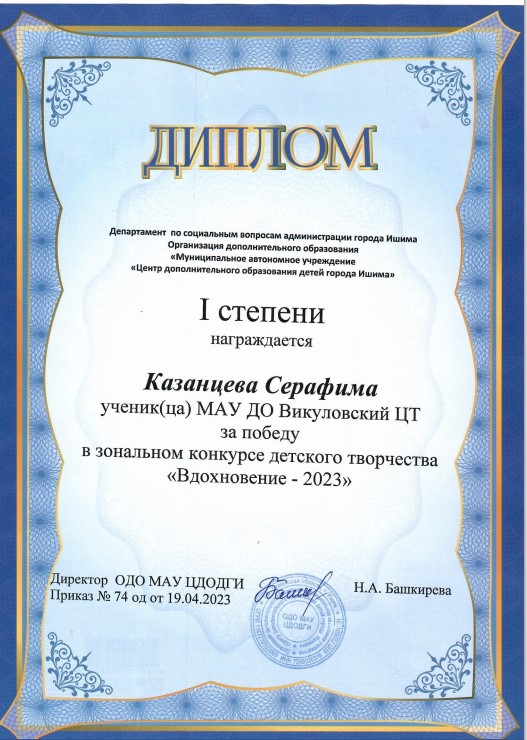 ДИПЛОМ
Департамент по социальным вопросам администрации города Ишима
Организация дополнительного образования
«Муниципальное автономное учреждение
«Центр дополнительного образования детей города Ишима»
I степени
награждается
Казанцева Серафима
ученик(ца) МАУ ДО Викуловский ЦТ
за победу
в зональном конкурсе детского творчества
«Вдохновение - 2023»
Директор ОДО МАУ ЦДОДГИ
Н.А. Башкирева
Приказ № 74 од от 19.04.2023
ОДО МАУ
ЦДОДГИ